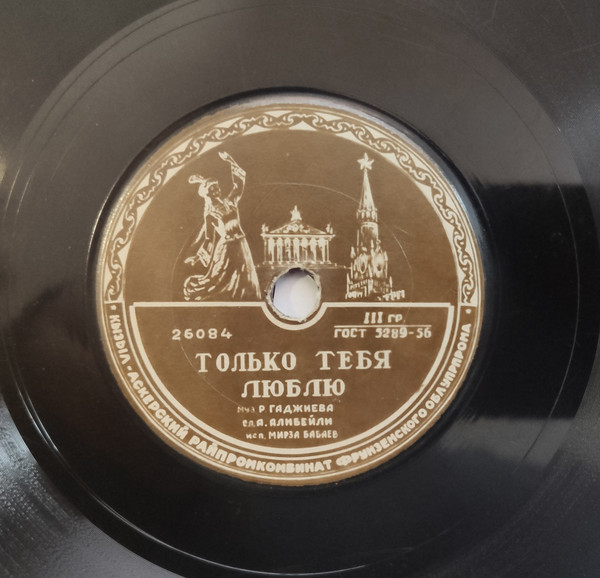 26084
III гр.
ГОСТ 5289-56
ТОЛЬКО ТЕБЯ
ЛЮБЛЮ
Муз. Р ГАДЖИЕВА
сл. Я. АЛИБЕЙЛИ
исп. МИРЗА БАБАЕВ
КЫЗЫЛ-АСКЕРСКИЙ РАЙПРОМКОМБИНАТ ФРУНЗЕНСКОГО ОБЛУПРПРОМА